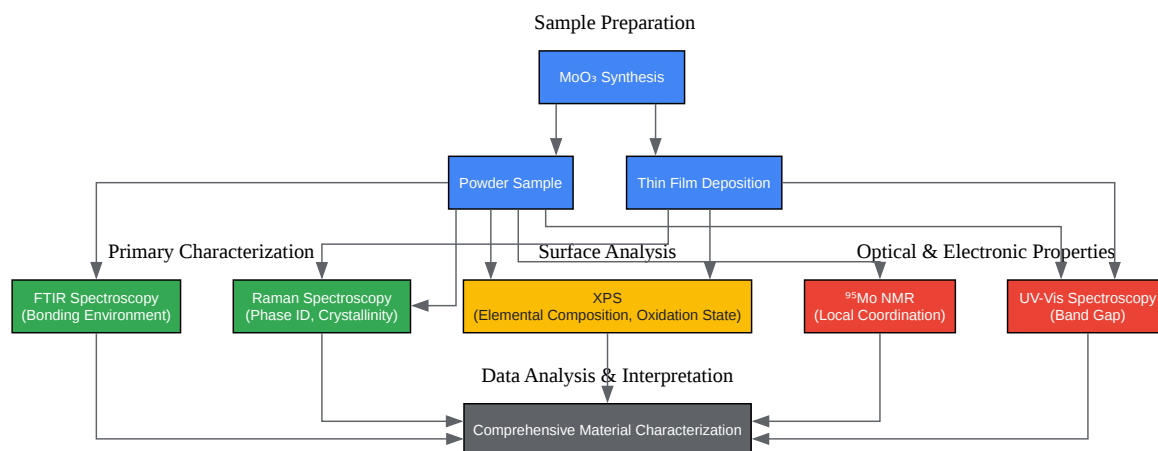 Sample Preparation
MoO₃ Synthesis
Powder Sample
Thin Film Deposition
Primary Characterization
Surface Analysis
Optical & Electronic Properties
FTIR Spectroscopy
(Bonding Environment)
Raman Spectroscopy
(Phase ID, Crystallinity)
XPS
(Elemental Composition, Oxidation State)
⁹⁵Mo NMR
(Local Coordination)
UV-Vis Spectroscopy
(Band Gap)
Data Analysis & Interpretation
Comprehensive Material Characterization